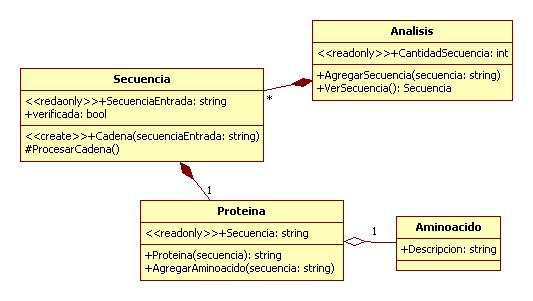 Analisis
<<readonly>>+CantidadSecuencia: int
+AgregarSecuencia(secuencia: string)
+VerSecuencia(): Secuencia
Secuencia
<<redaonly>>+SecuenciaEntrada: string
+verificada: bool
<<create>>+Cadena(secuenciaEntrada: string)
#ProcesarCadena()
*
1
Proteina
<<readonly>>+Secuencia: string
+Proteina(secuencia): string
+AgregarAminoacido(secuencia: string)
1
Aminoacido
+Descripcion: string